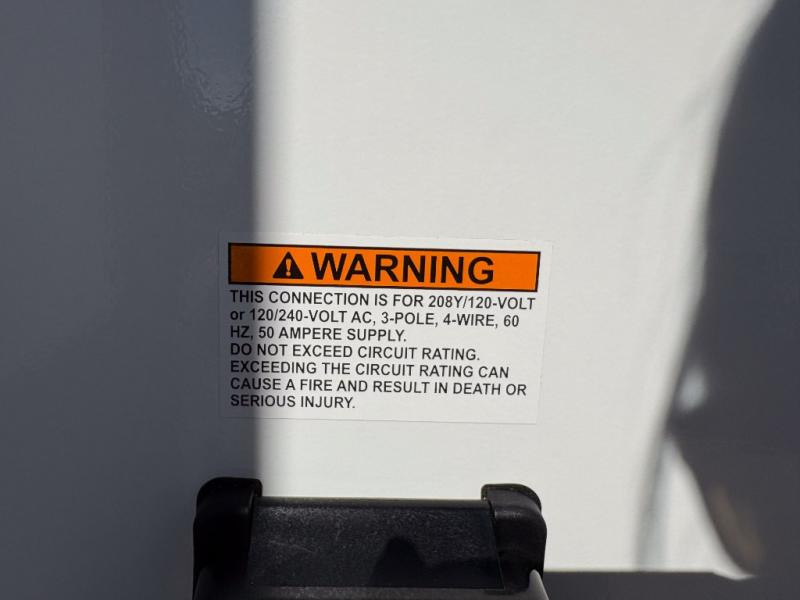 WARNING
THIS CONNECTION IS FOR 208Y/120-VOLT
or 120/240-VOLT AC, 3-POLE, 4-WIRE, 60
HZ, 50 AMPERE SUPPLY.
DO NOT EXCEED CIRCUIT RATING.
EXCEEDING THE CIRCUIT RATING CAN
CAUSE A FIRE AND RESULT IN DEATH OR
SERIOUS INJURY.